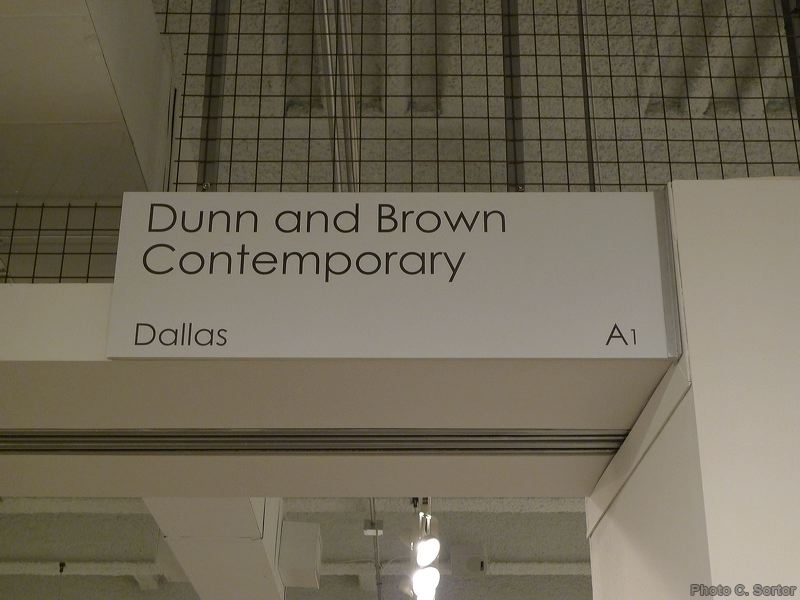 Dunn and Brown
Contemporary
Dallas A1
Photo C. Sortor